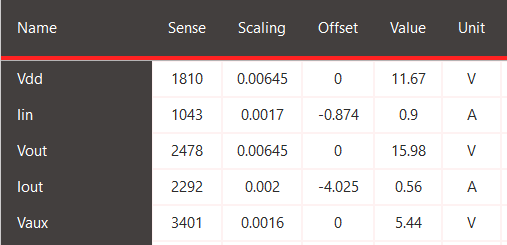 Name Sense Scaling Offset Value Unit
Vdd 1810 0.00645 0 11.67 V
Iin 1043 0.0017 -0.874 0.9 A
Vout 2478 0.00645 0 15.98 V
Iout 2292 0.002 -4.025 0.56 A
Vaux 3401 0.0016 0 5.44 V